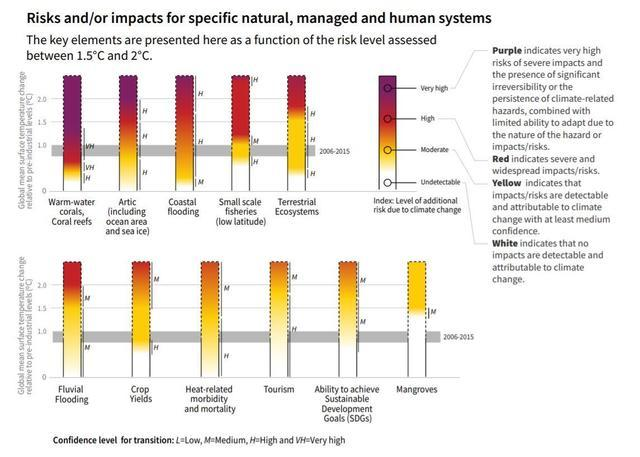 Risks and/or impacts for specific natural, managed and human systems
The key elements are presented here as a function of the risk level assessed
between 1.5°C and 2°C.
Global mean surface temperature change
relative to pre-industrial levels (°C)
2.0
1.5
1.0
0
VH
VH
H
H
H
M
H
H
H
M
H
H
H
H
2006-2015
Warm-water
corals,
Coral reefs
Artic
(including
ocean area
and sea ice)
Coastal
flooding
Small scale
fisheries
(low latitude)
Terrestrial
Ecosystems
Very high
High
Moderate
Undetectable
Index: Level of additional
risk due to climate change
Purple indicates very high
risks of severe impacts and
the presence of significant
irreversibility or the
persistence of climate-related
hazards, combined with
limited ability to adapt due to
the nature of the hazard or
impacts/risks.
Red indicates severe and
widespread impacts/risks.
Yellow indicates that
impacts/risks are detectable
and attributable to climate
change with at least medium
confidence.
White indicates that no
impacts are detectable and
attributable to climate
change.
Global mean surface temperature change
relative to pre-industrial levels (°C)
2.0
1.5
1.0
0
M
M
M
H
M
H
M
H
M
M
2006-2015
Fluvial
Flooding
Crop
Yields
Heat-related
morbidity
and mortality
Tourism
Ability to achieve
Sustainable
Development
Goals (SDGs)
Mangroves
Confidence level for transition: L=Low, M=Medium, H=High and VH=Very high